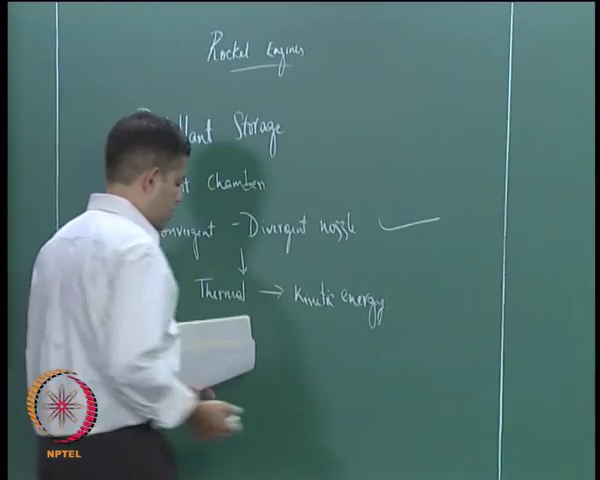 Rocket Engines
Storage
Chamber
- Divergent nozzle
Thermal → Kinetic energy
NPTEL